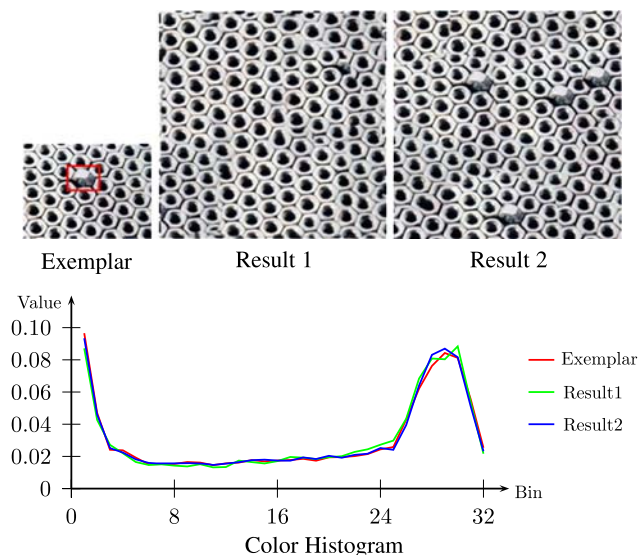 Exemplar
Result 1
Result 2
Value
0.10
0.08
0.06
0.04
0.02
0
0 8 16 24 32
Bin
Exemplar
Result1
Result2
Color Histogram